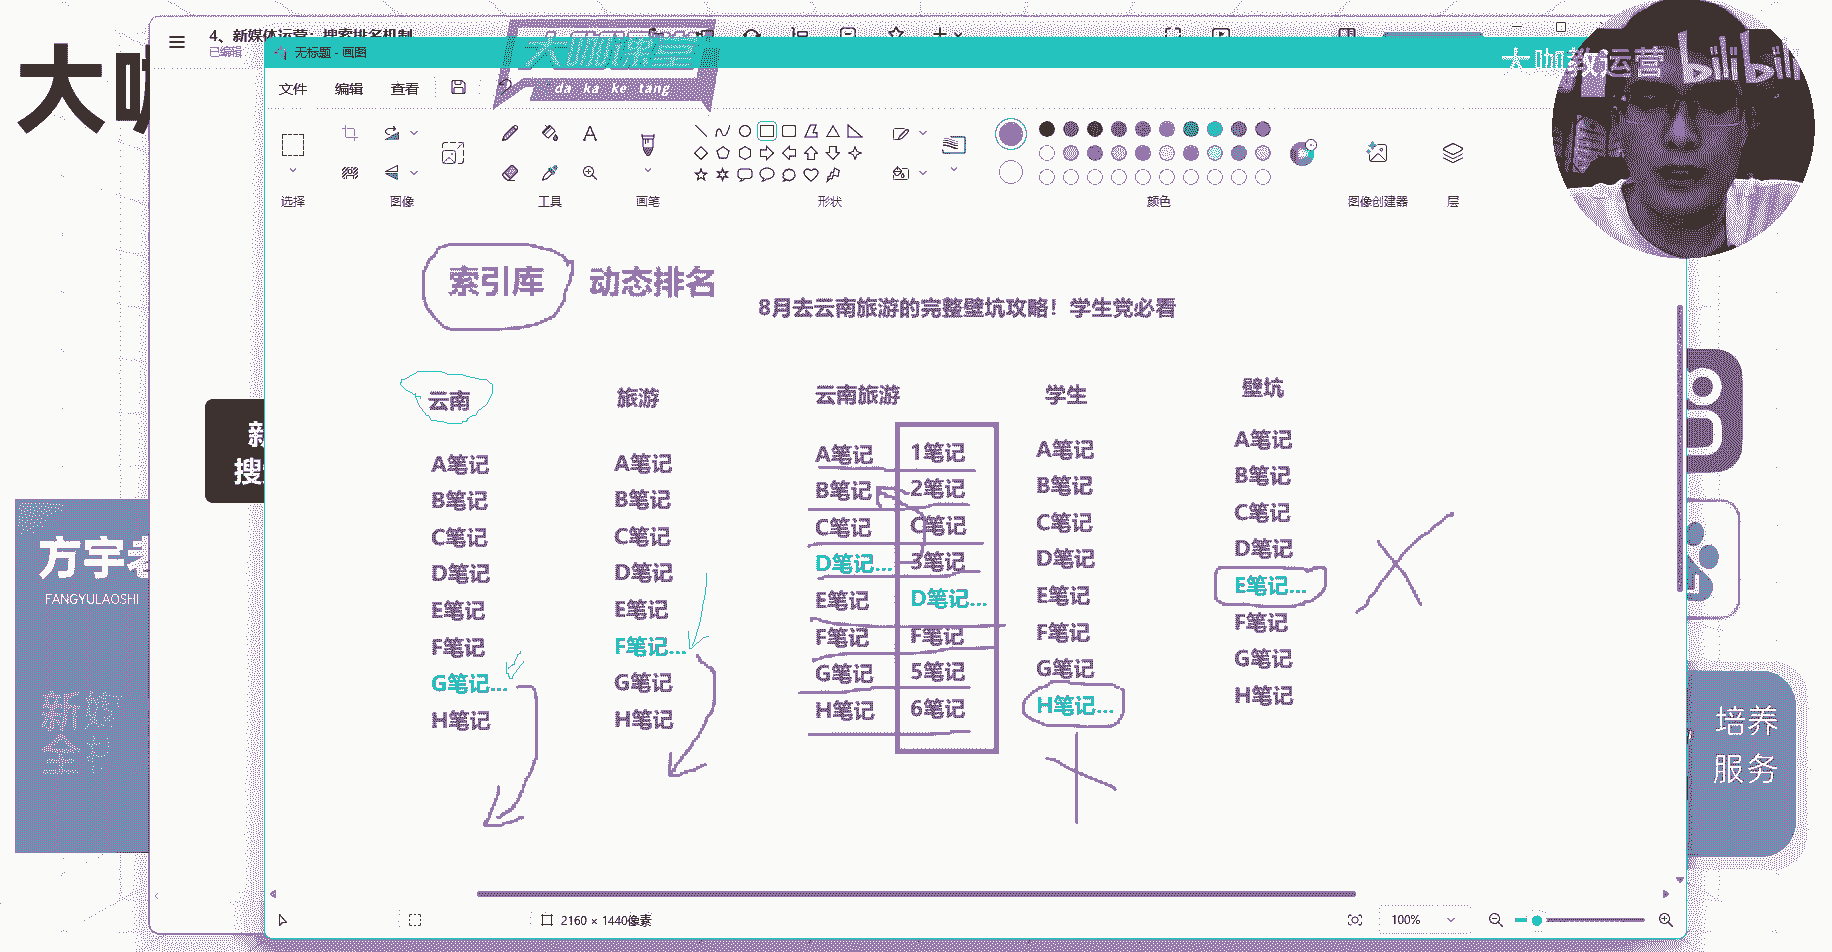 4、新媒体运营：搜索排名机制
已编辑
大咖课堂
da ka ke tang
大咖教运营 bilibili
无标题 - 画图
文件 编辑 查看
选择 图像 工具 画笔 形状 颜色 图像创建器 层
索引库 动态排名
8月去云南旅游的完整壁坑攻略！学生党必看
云南 旅游 云南旅游 学生 壁坑
A笔记 A笔记 A笔记 1笔记 A笔记 A笔记
B笔记 B笔记 B笔记 2笔记 B笔记 B笔记
C笔记 C笔记 C笔记 C笔记 C笔记 C笔记
D笔记 D笔记 D笔记... 3笔记 D笔记 D笔记
E笔记 E笔记 E笔记 D笔记... E笔记 E笔记...
F笔记 F笔记... F笔记 F笔记 F笔记 F笔记
G笔记... G笔记 G笔记 5笔记 G笔记 G笔记
H笔记 H笔记 H笔记 6笔记 H笔记... H笔记
大
新
搜
方宇老
FANGYULAOSHI
培养
服务
2160 × 1440像素
100%